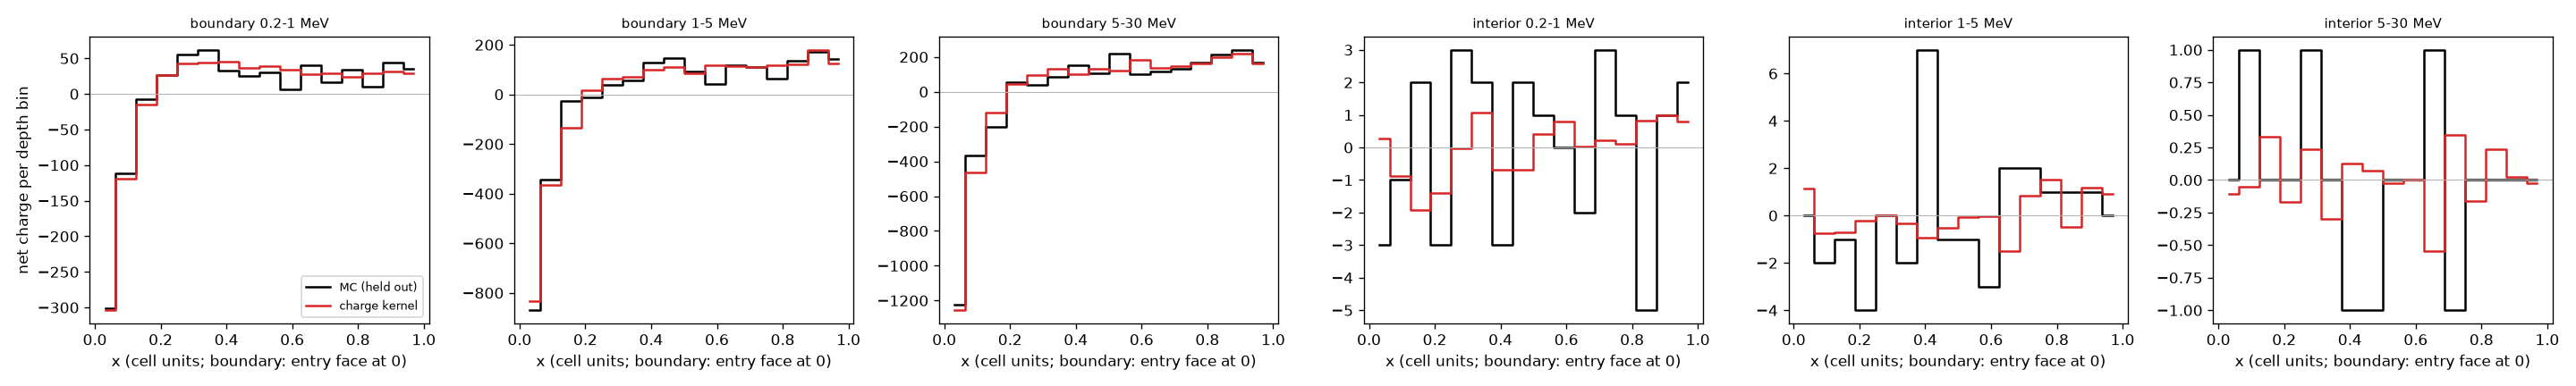 boundary 0.2-1 MeV
net charge per depth bin
50
0
−50
−100
−150
−200
−250
−300
MC (held out)
charge kernel
0.0 0.2 0.4 0.6 0.8 1.0
x (cell units; boundary: entry face at 0)
boundary 1-5 MeV
200
0
−200
−400
−600
−800
0.0 0.2 0.4 0.6 0.8 1.0
x (cell units; boundary: entry face at 0)
boundary 5-30 MeV
200
0
−200
−400
−600
−800
−1000
−1200
0.0 0.2 0.4 0.6 0.8 1.0
x (cell units; boundary: entry face at 0)
interior 0.2-1 MeV
3
2
1
0
−1
−2
−3
−4
−5
0.0 0.2 0.4 0.6 0.8 1.0
x (cell units; boundary: entry face at 0)
interior 1-5 MeV
6
4
2
0
−2
−4
0.0 0.2 0.4 0.6 0.8 1.0
x (cell units; boundary: entry face at 0)
interior 5-30 MeV
1.00
0.75
0.50
0.25
0.00
−0.25
−0.50
−0.75
−1.00
0.0 0.2 0.4 0.6 0.8 1.0
x (cell units; boundary: entry face at 0)